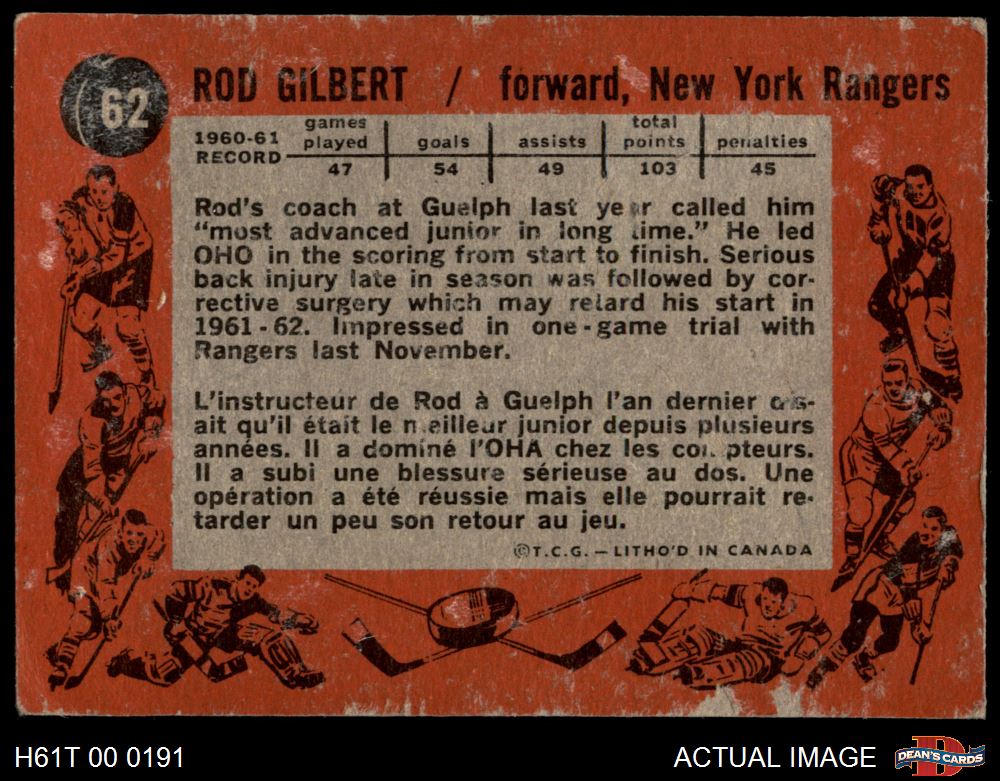 62
ROD GILBERT / forward, New York Rangers
1960-61 RECORD
games played goals assists total points penalties
47 54 49 103 45
Rod's coach at Guelph last year called him
"most advanced junior in long time." He led
OHO in the scoring from start to finish. Serious
back injury late in season was followed by cor-
rective surgery which may retard his start in
1961-62. Impressed in one-game trial with
Rangers last November.
L'instructeur de Rod à Guelph l'an dernier dis-
ait qu'il était le meilleur junior depuis plusieurs
années. Il a dominé l'OHA chez les compteurs.
Il a subi une blessure sérieuse au dos. Une
opération a été réussie mais elle pourrait re-
tarder un peu son retour au jeu.
©T.C.G. — LITHO'D IN CANADA
H61T 00 0191
ACTUAL IMAGE
D
DEAN'S CARDS